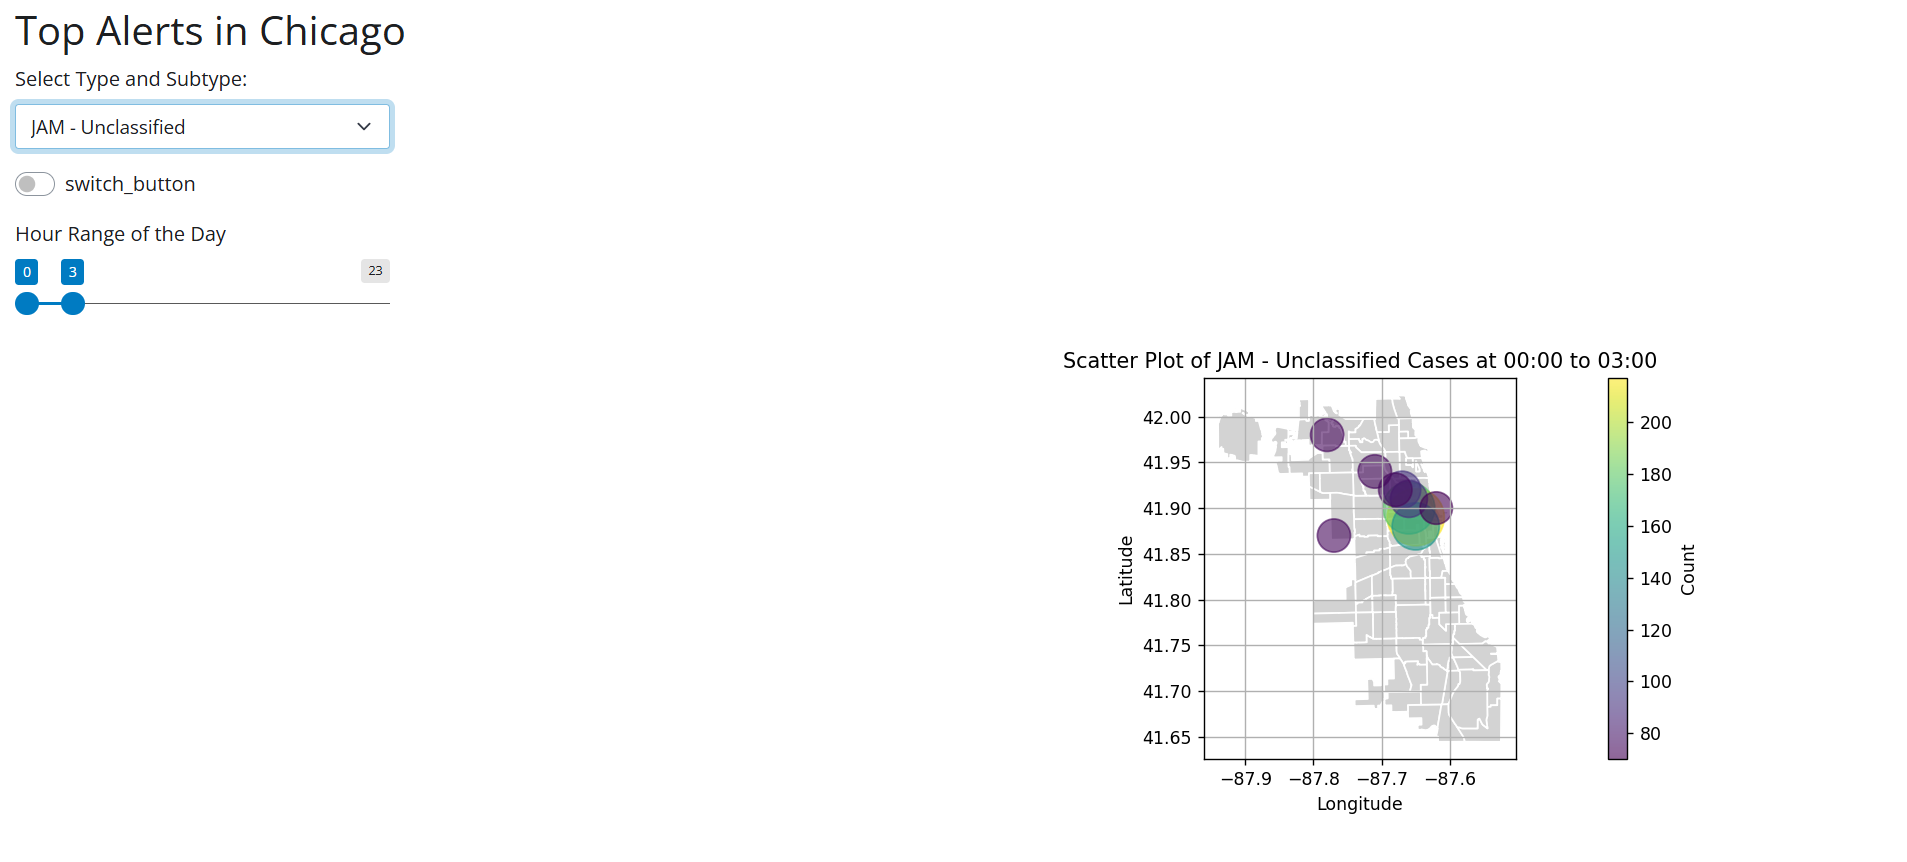 Top Alerts in Chicago
Select Type and Subtype:
JAM - Unclassified
switch_button
Hour Range of the Day
0 3 23
Scatter Plot of JAM - Unclassified Cases at 00:00 to 03:00
42.00
41.95
41.90
41.85
41.80
41.75
41.70
41.65
Latitude
−87.9 −87.8 −87.7 −87.6
Longitude
200
180
160
140
120
100
80
Count